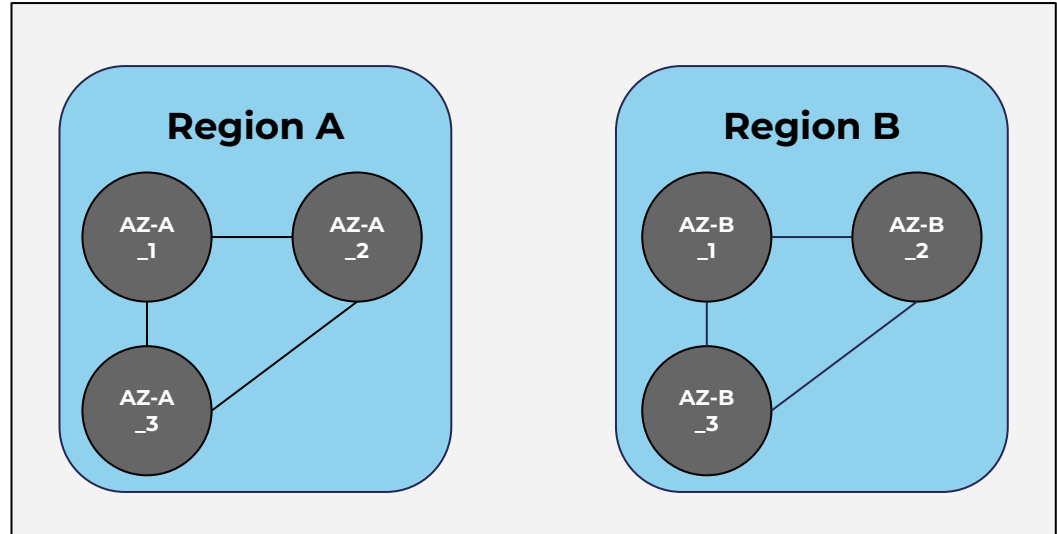 Region A
AZ-A
_1
AZ-A
_2
AZ-A
_3
Region B
AZ-B
_1
AZ-B
_2
AZ-B
_3